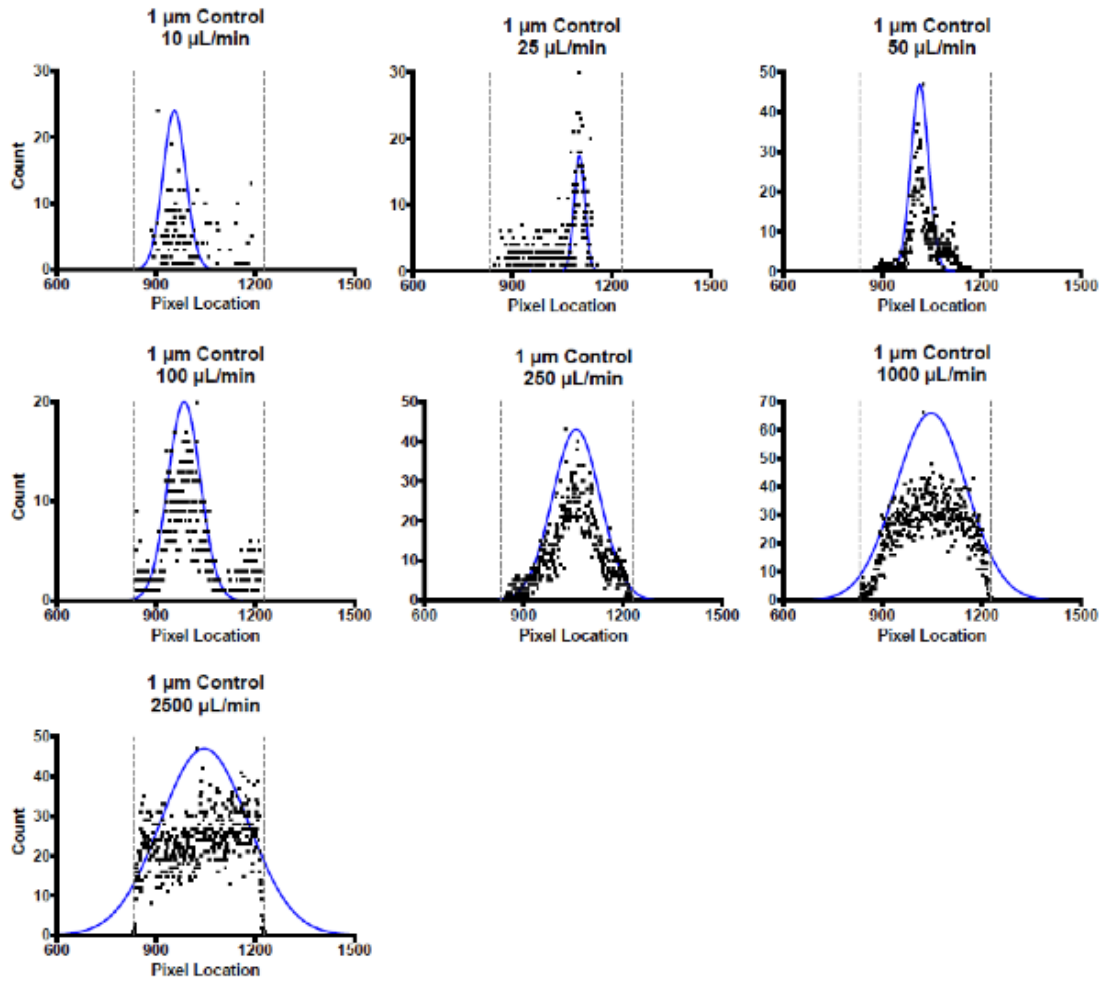 1 µm Control
10 µL/min
30
20
10
0
Count
600 900 1200 1500
Pixel Location
1 µm Control
25 µL/min
30
20
10
0
600 900 1200 1500
Pixel Location
1 µm Control
50 µL/min
50
40
30
20
10
0
600 900 1200 1500
Pixel Location
1 µm Control
100 µL/min
20
10
0
600 900 1200 1500
Pixel Location
1 µm Control
250 µL/min
50
40
30
20
10
0
600 900 1200 1500
Pixel Location
1 µm Control
1000 µL/min
70
60
50
40
30
20
10
0
600 900 1200 1500
Pixel Location
1 µm Control
2500 µL/min
50
40
30
20
10
0
Count
600 900 1200 1500
Pixel Location